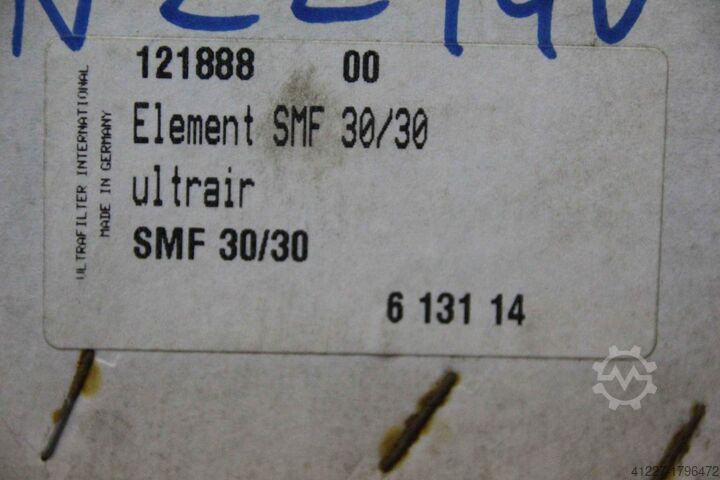 121888 00
Element SMF 30/30
ultrair
SMF 30/30
6 131 14
ULTRAFILTER INTERNATIONAL
MADE IN GERMANY